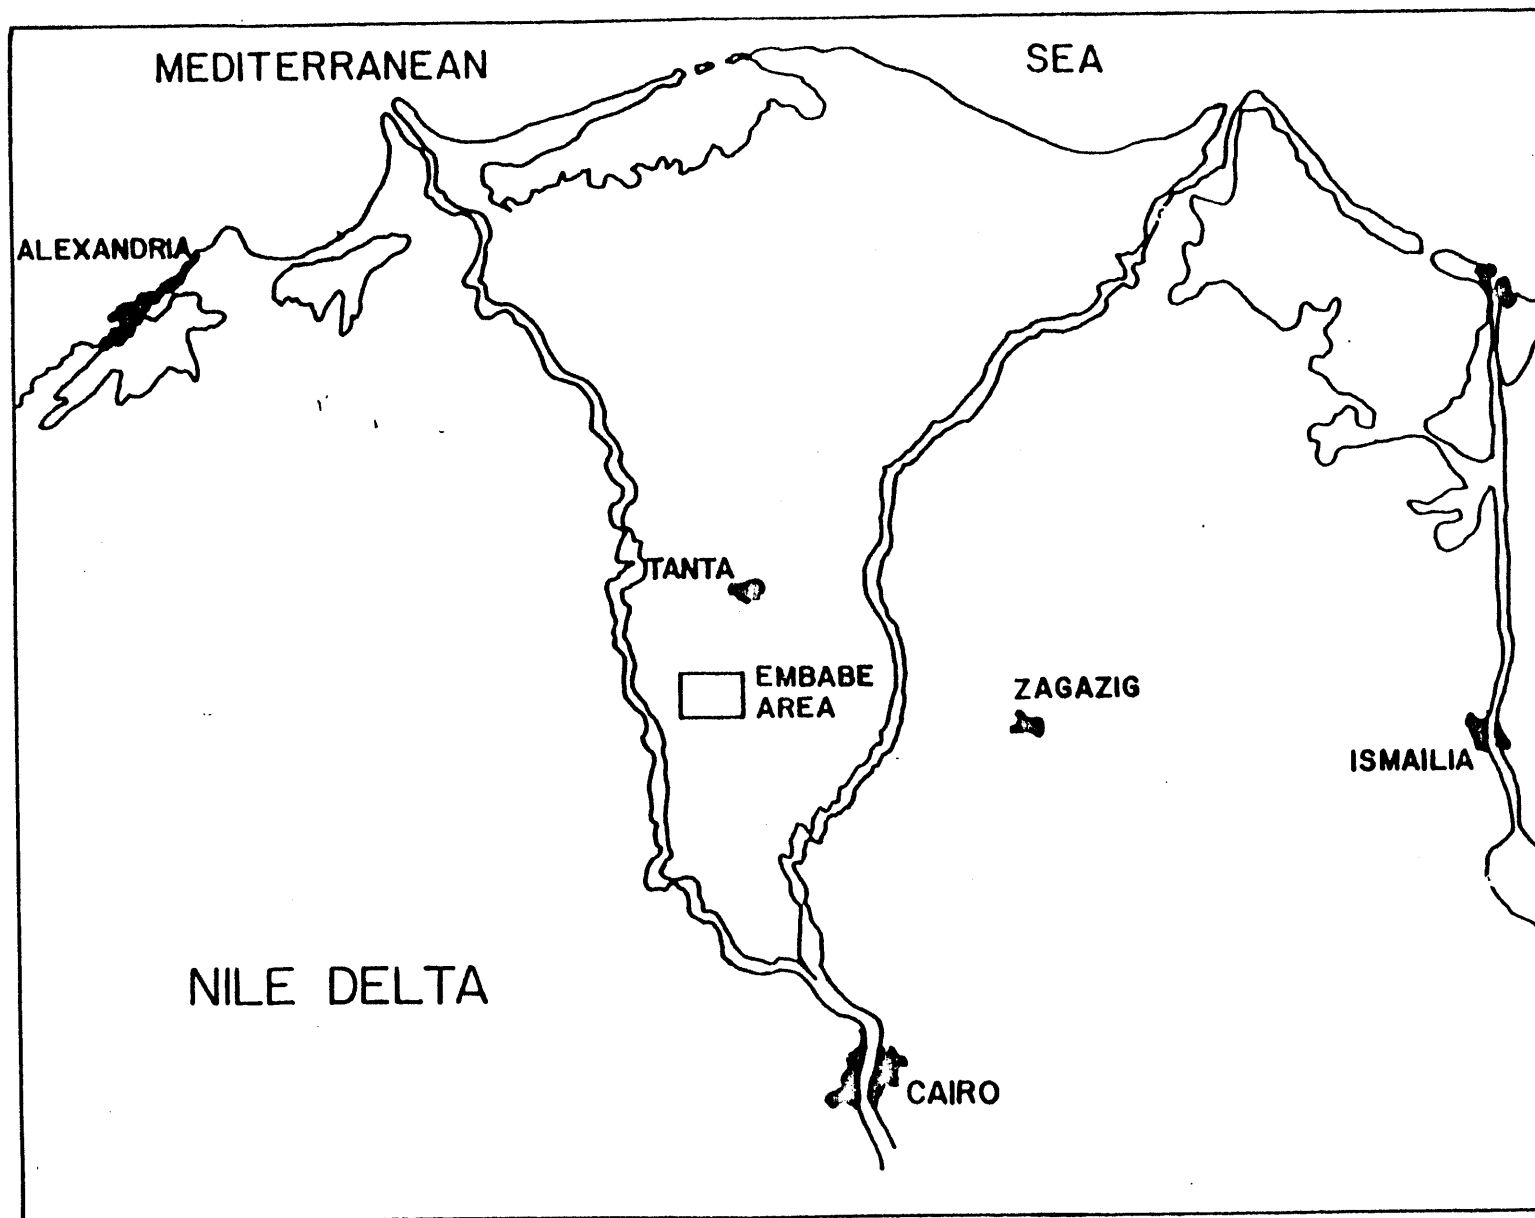 MEDITERRANEAN SEA
ALEXANDRIA
TANTA
EMBABE
AREA
ZAGAZIG
ISMAILIA
NILE DELTA
CAIRO